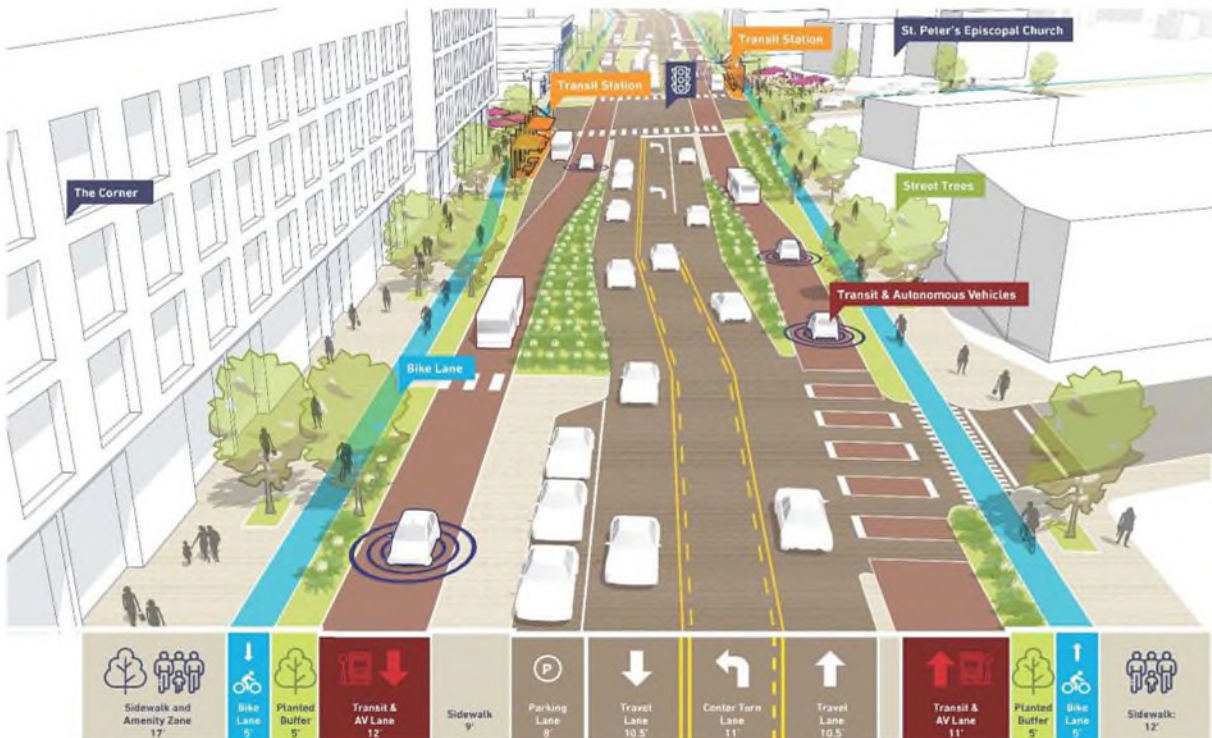 St. Peter's Episcopal Church
Transit Station
Transit Station
The Corner
Street Trees
Transit & Autonomous Vehicles
Bike Lane
Sidewalk and
Amenity Zone
17'
Bike
Lane
5'
Planted
Buffer
5'
Transit &
AV Lane
12'
Sidewalk
9'
P
Parking
Lane
8'
Travel
Lane
10.5'
Center Turn
Lane
11'
Travel
Lane
10.5'
Transit &
AV Lane
11'
Planted
Buffer
5'
Bike
Lane
5'
Sidewalk:
12'